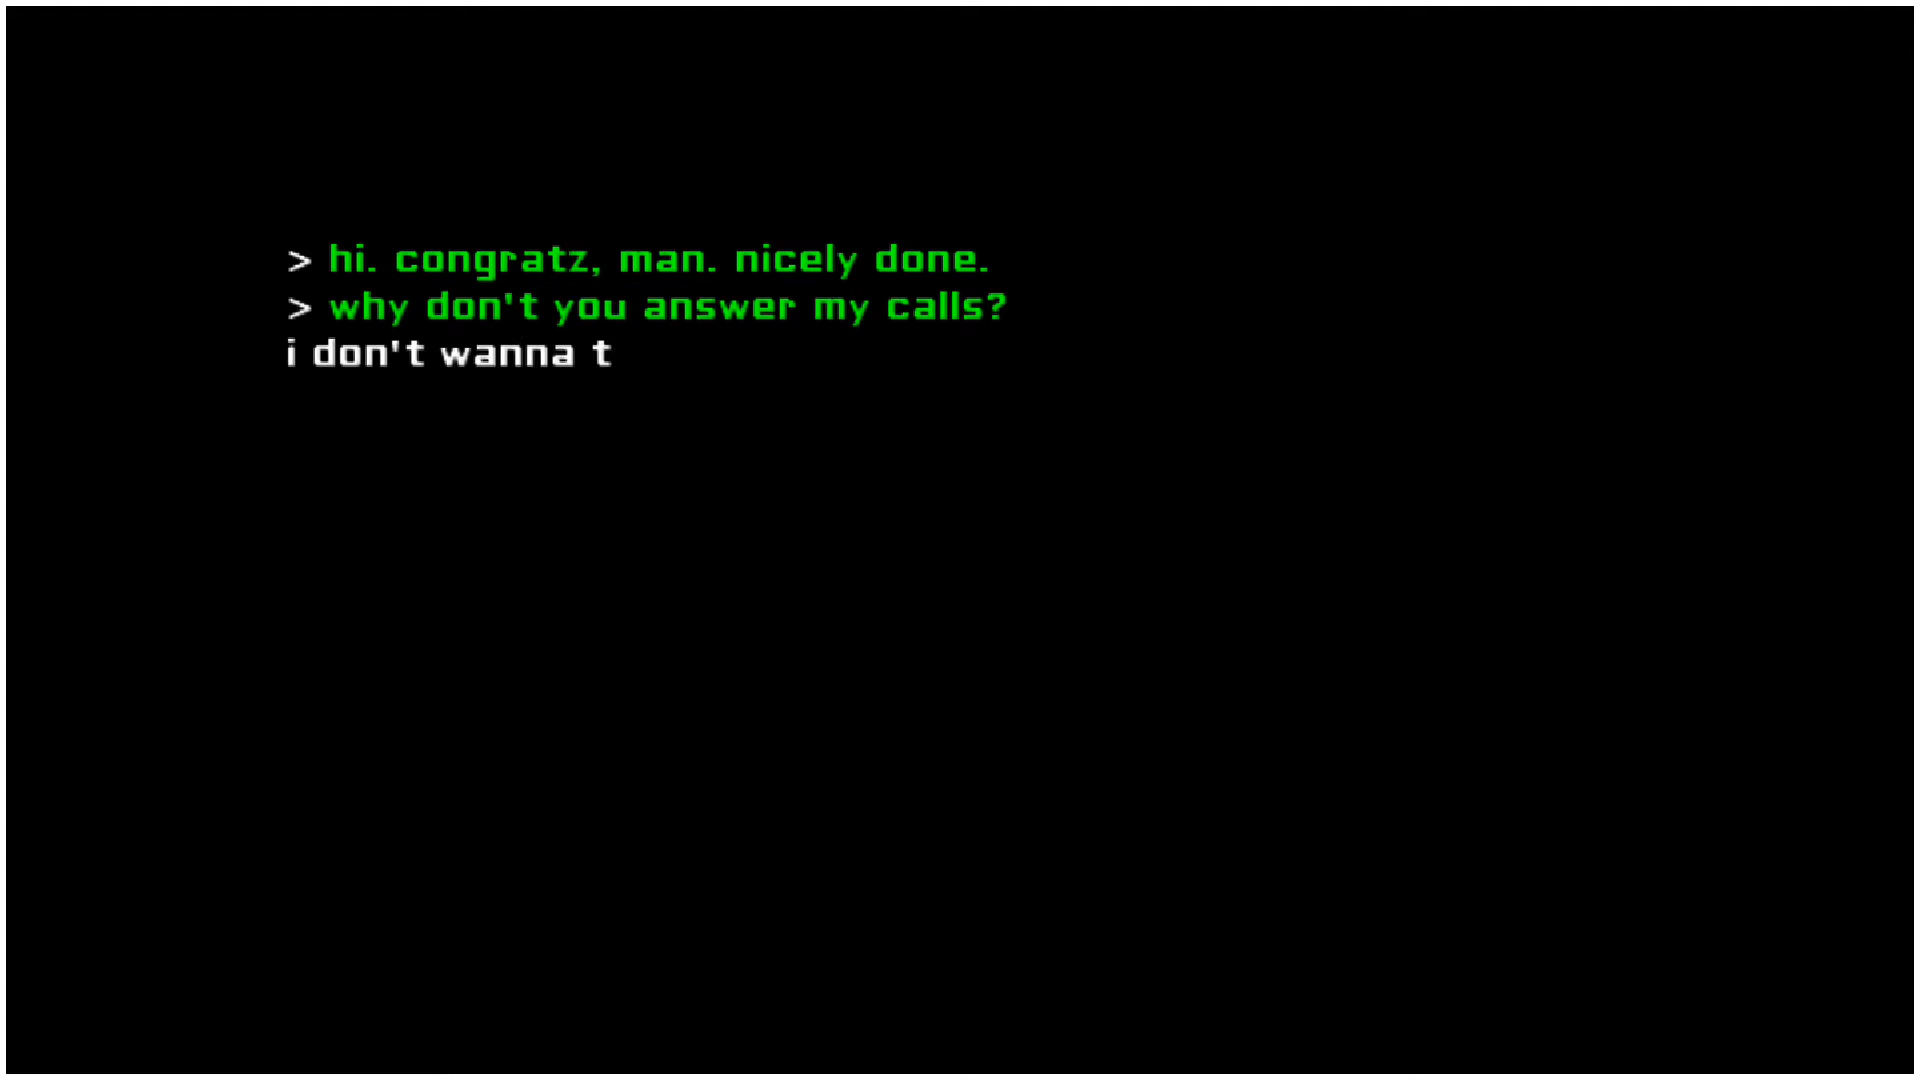 > hi. congratz, man. nicely done.
> why don't you answer my calls?
i don't wanna t